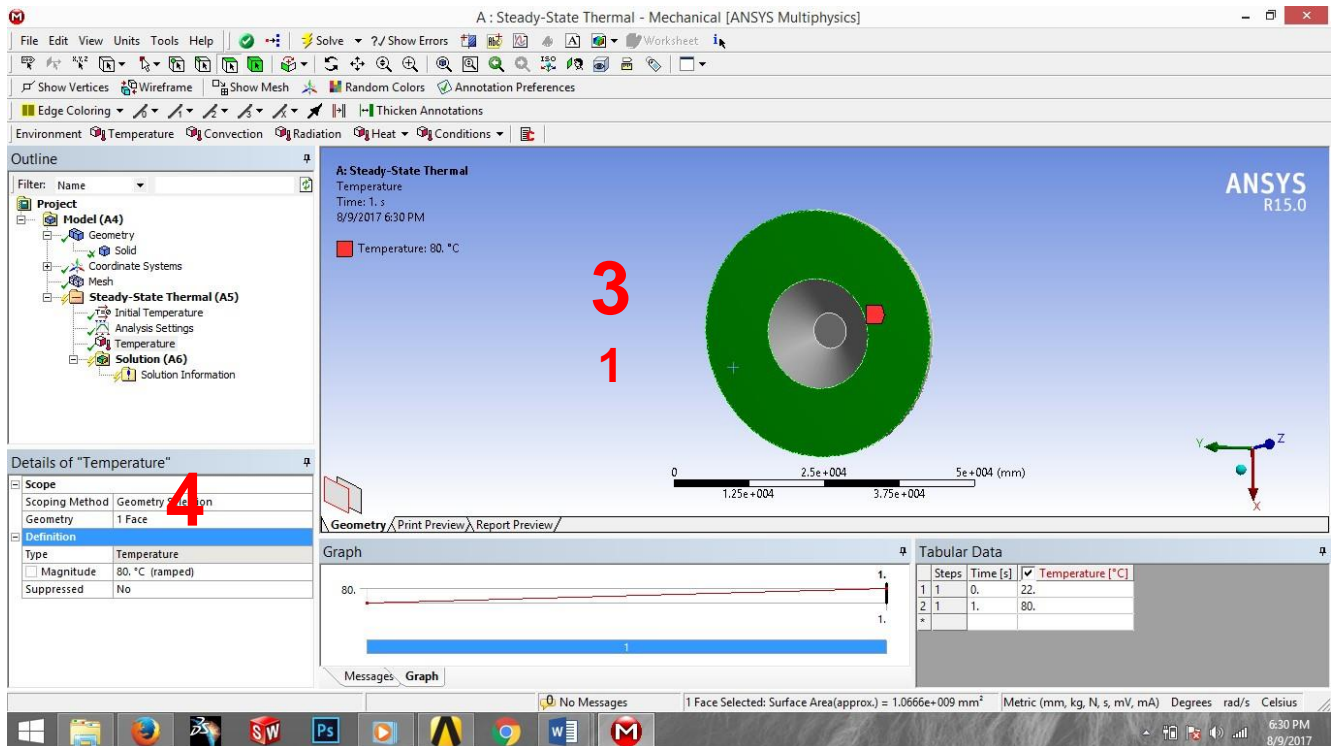 A : Steady-State Thermal - Mechanical [ANSYS Multiphysics]
File Edit View Units Tools Help Solve ?/ Show Errors Worksheet
Show Vertices Wireframe Show Mesh Random Colors Annotation Preferences
Edge Coloring Thicken Annotations
Environment Temperature Convection Radiation Heat Conditions
Outline
Filter: Name
Project
Model (A4)
Geometry
Solid
Coordinate Systems
Mesh
Steady-State Thermal (A5)
Initial Temperature
Analysis Settings
Temperature
Solution (A6)
Solution Information
A: Steady-State Thermal
Temperature
Time: 1. s
8/9/2017 6:30 PM
Temperature: 80. °C
ANSYS
R15.0
3
1
Y Z
X
0 2.5e+004 5e+004 (mm)
1.25e+004 3.75e+004
Geometry Print Preview Report Preview
Details of "Temperature"
4
Scope
Scoping Method Geometry Selection
Geometry 1 Face
Definition
Type Temperature
Magnitude 80. °C (ramped)
Suppressed No
Graph
1.
80.
1.
1
Messages Graph
Tabular Data
Steps Time [s] Temperature [°C]
1 1 0. 22.
2 1 1. 80.
*
No Messages 1 Face Selected: Surface Area(approx.) = 1.0666e+009 mm² Metric (mm, kg, N, s, mV, mA) Degrees rad/s Celsius
6:30 PM
8/9/2017